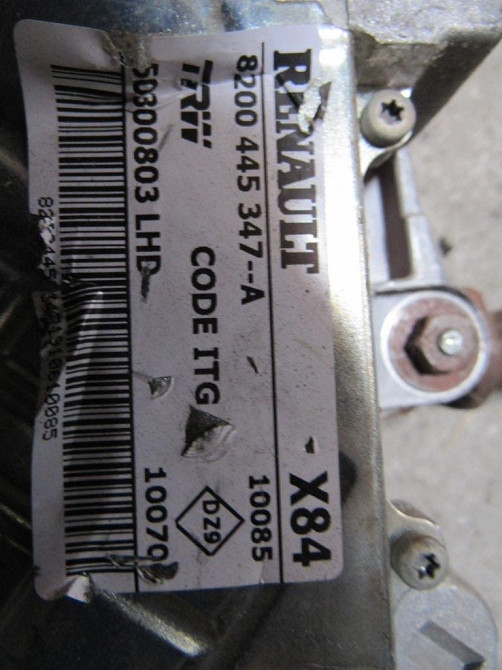 RENAULT X84
8200 445 347--A 10085
TRW CODE ITG DZ9
50300803 LHD 10070